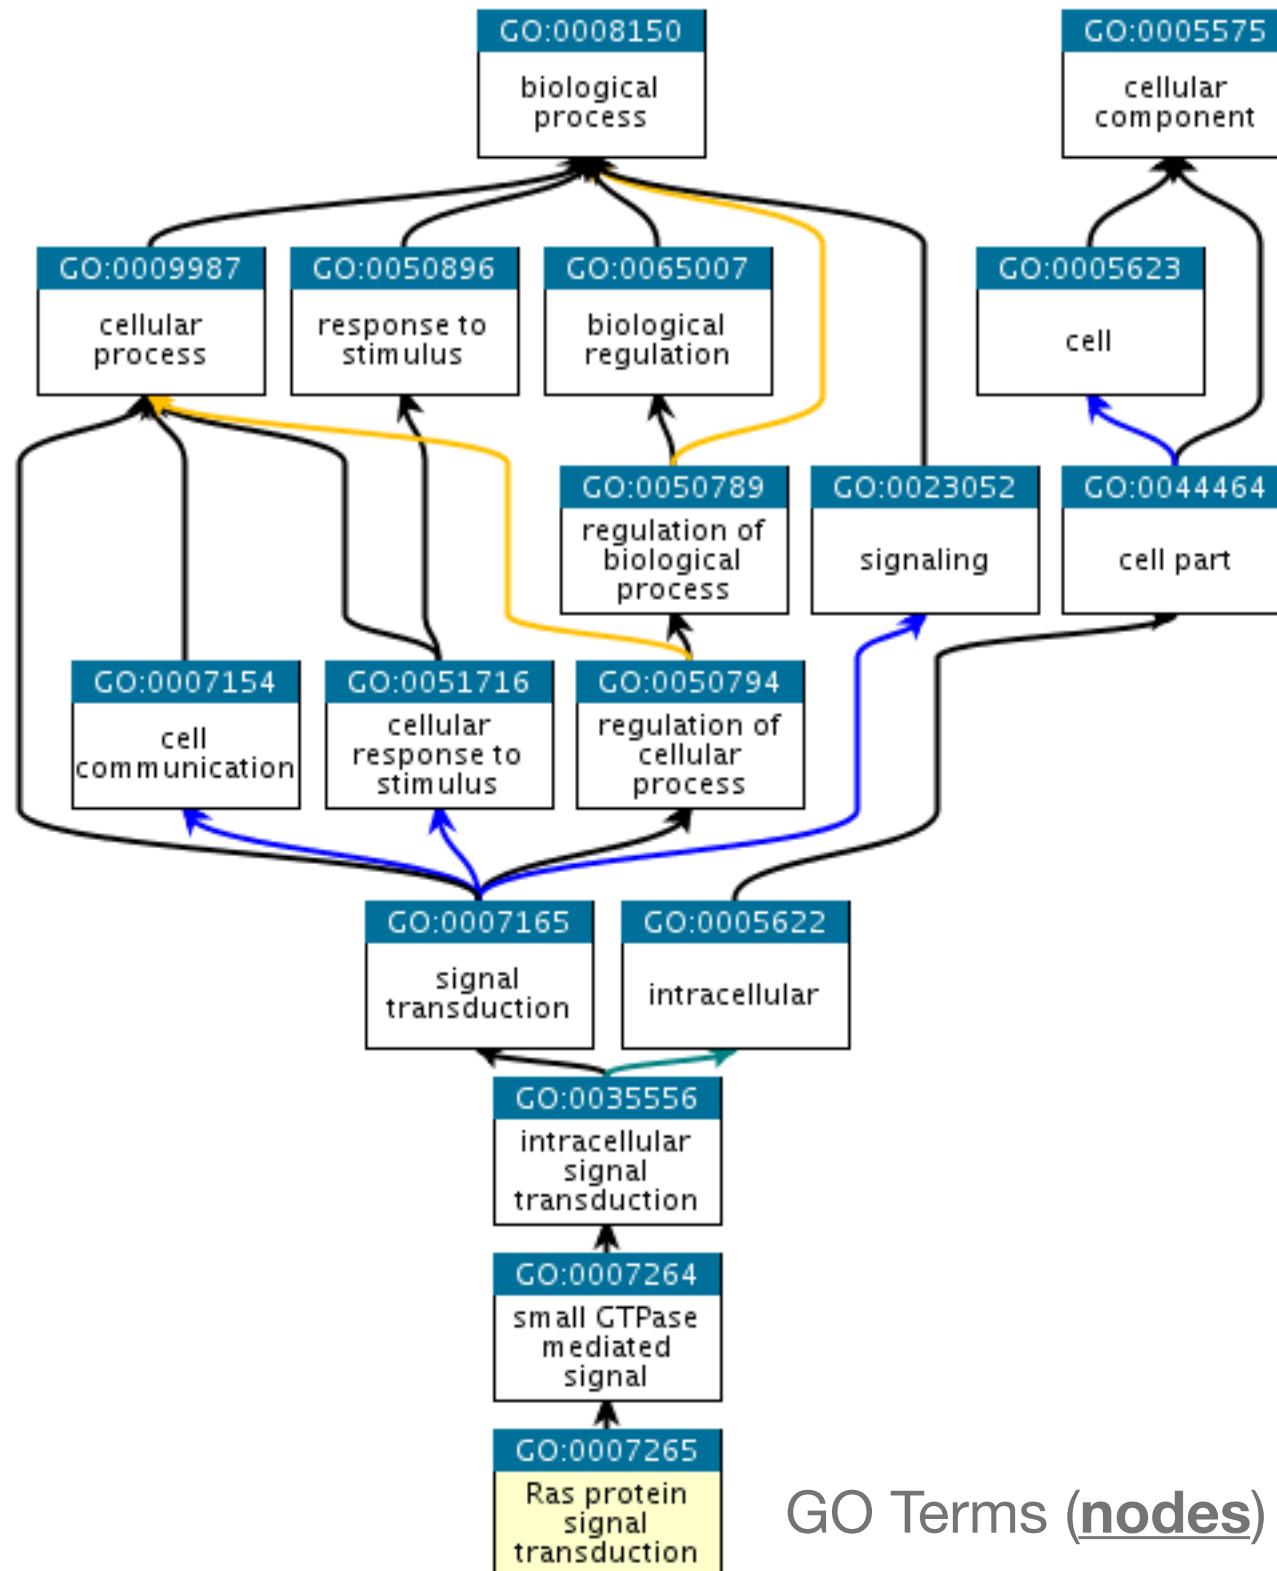 GO:0008150
biological
process
GO:0005575
cellular
component
GO:0009987
cellular
process
GO:0050896
response to
stimulus
GO:0065007
biological
regulation
GO:0005623
cell
GO:0050789
regulation of
biological
process
GO:0023052
signaling
GO:0044464
cell part
GO:0007154
cell
communication
GO:0051716
cellular
response to
stimulus
GO:0050794
regulation of
cellular
process
GO:0007165
signal
transduction
GO:0005622
intracellular
GO:0035556
intracellular
signal
transduction
GO:0007264
small GTPase
mediated
signal
GO:0007265
Ras protein
signal
transduction
GO Terms (nodes)